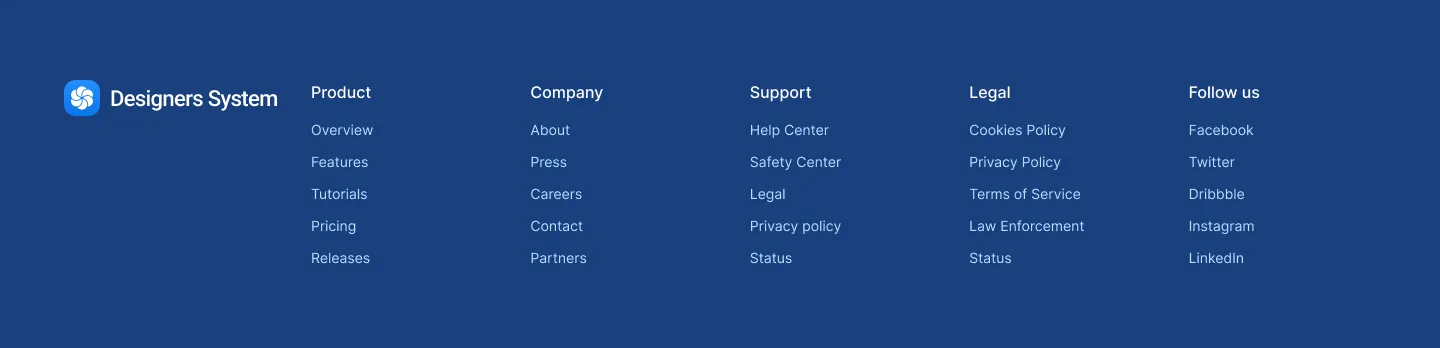 Designers System
Product
Overview
Features
Tutorials
Pricing
Releases
Company
About
Press
Careers
Contact
Partners
Support
Help Center
Safety Center
Legal
Privacy policy
Status
Legal
Cookies Policy
Privacy Policy
Terms of Service
Law Enforcement
Status
Follow us
Facebook
Twitter
Dribbble
Instagram
LinkedIn